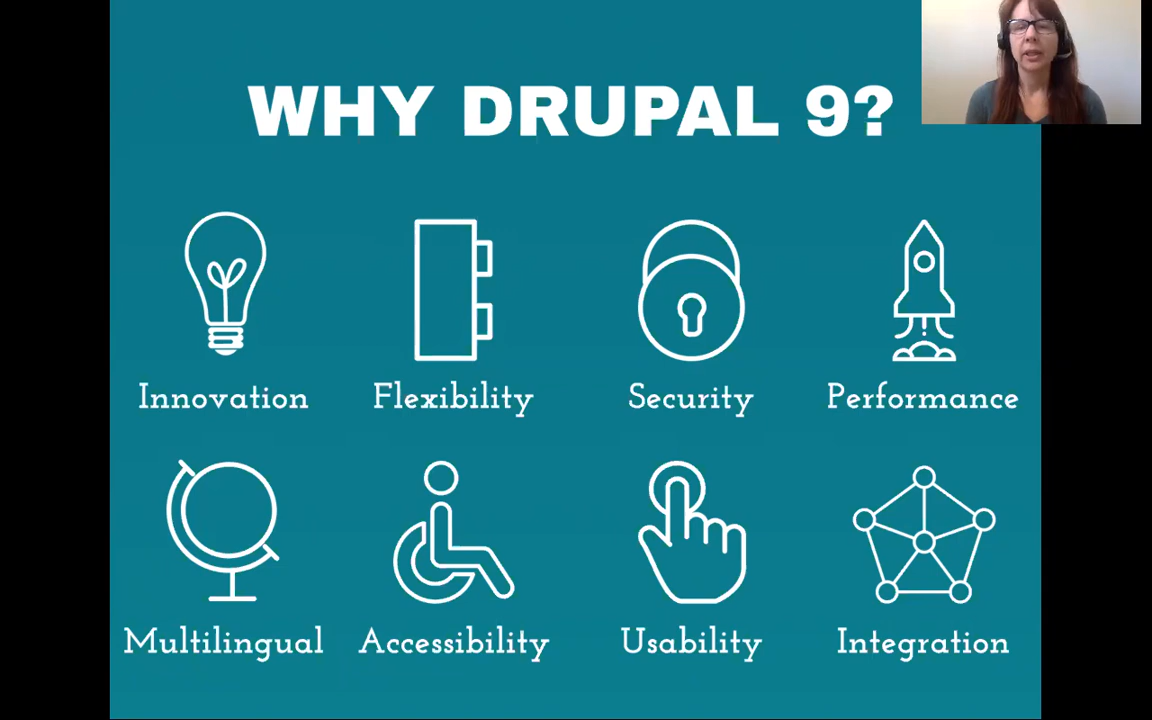 WHY DRUPAL 9?
Innovation Flexibility Security Performance
Multilingual Accessibility Usability Integration